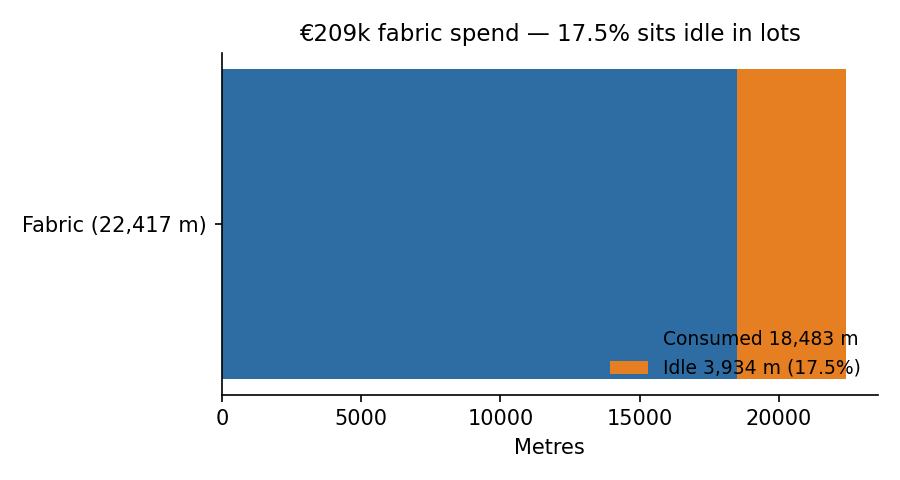 €209k fabric spend — 17.5% sits idle in lots
Fabric (22,417 m)
Consumed 18,483 m
Idle 3,934 m (17.5%)
0 5000 10000 15000 20000
Metres